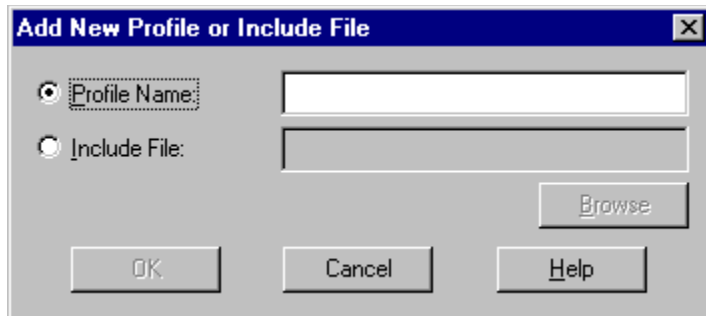 Add New Profile or Include File
Profile Name:
Include File:
Browse
OK Cancel Help